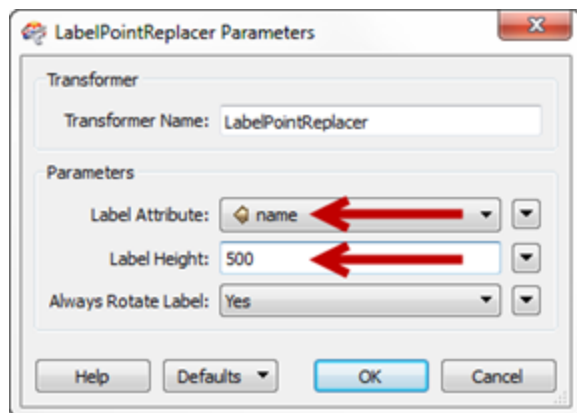 LabelPointReplacer Parameters
Transformer
Transformer Name: LabelPointReplacer
Parameters
Label Attribute: name
Label Height: 500
Always Rotate Label: Yes
Help Defaults OK Cancel